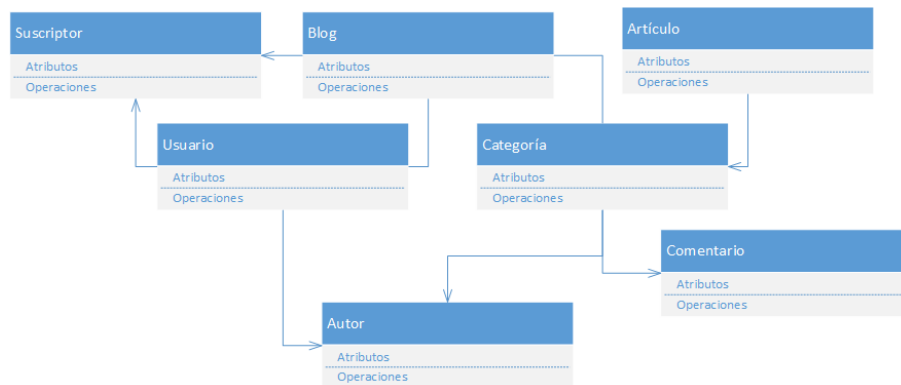 Suscriptor
Atributos
Operaciones
Blog
Atributos
Operaciones
Artículo
Atributos
Operaciones
Usuario
Atributos
Operaciones
Categoría
Atributos
Operaciones
Comentario
Atributos
Operaciones
Autor
Atributos
Operaciones